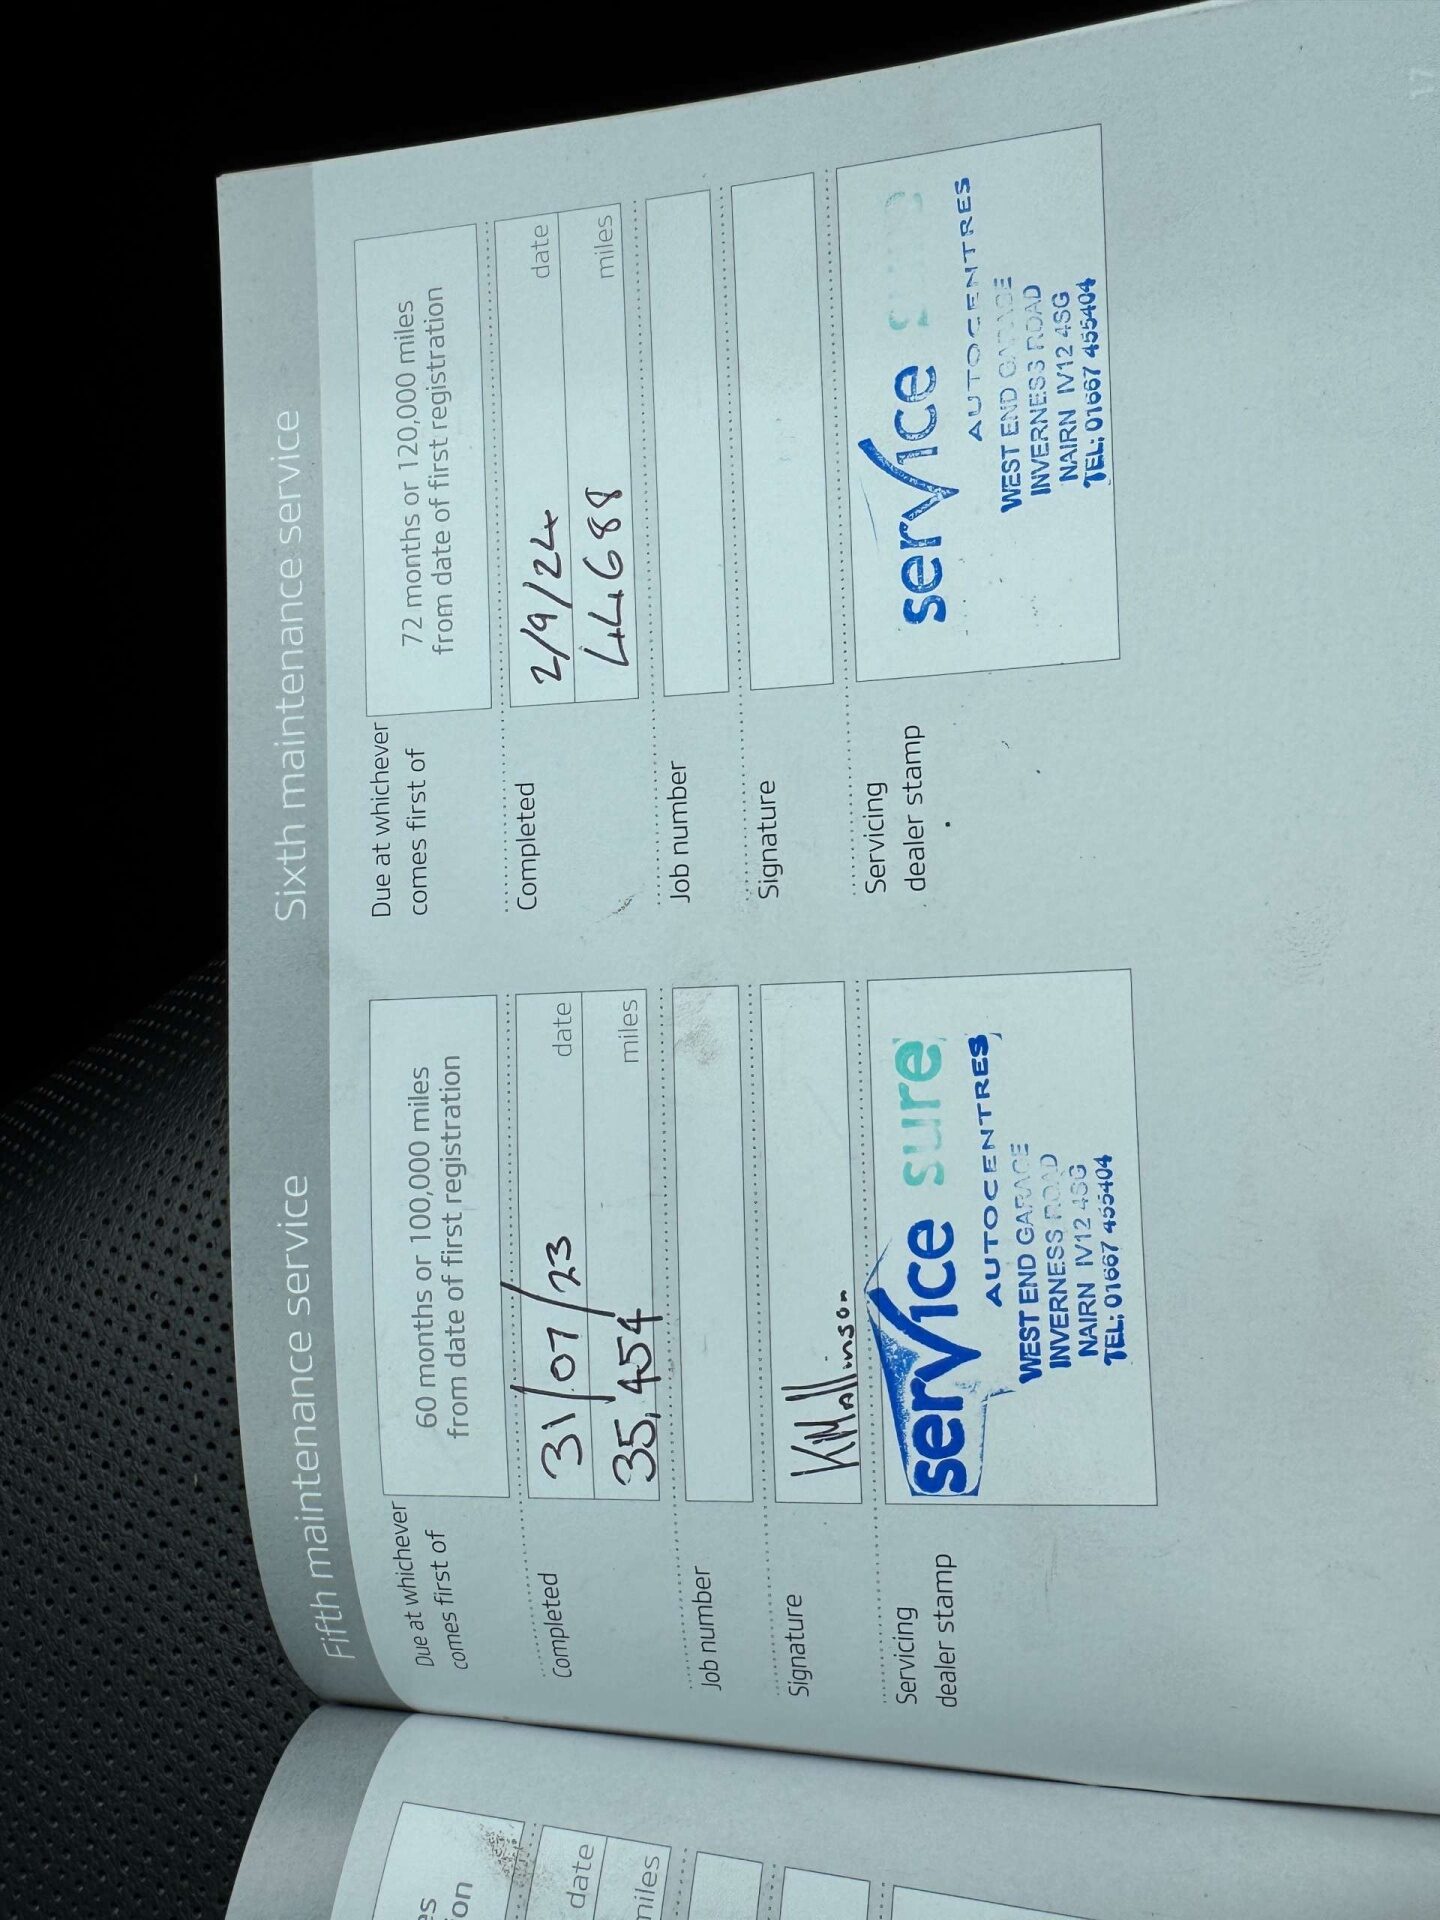 es
ion
date
miles
Fifth maintenance service
Due at whichever
comes first of
60 months or 100,000 miles
from date of first registration
Completed
31/07/23
date
35,454
miles
Job number
Signature
K Mallinson
Servicing
dealer stamp
service sure
AUTOCENTRES
WEST END GARAGE
INVERNESS ROAD
NAIRN IV12 4SG
TEL: 01667 455404
Sixth maintenance service
Due at whichever
comes first of
72 months or 120,000 miles
from date of first registration
Completed
2/9/24
date
44688
miles
Job number
Signature
Servicing
dealer stamp
service sure
AUTOCENTRES
WEST END GARAGE
INVERNESS ROAD
NAIRN IV12 4SG
TEL: 01667 455404
17